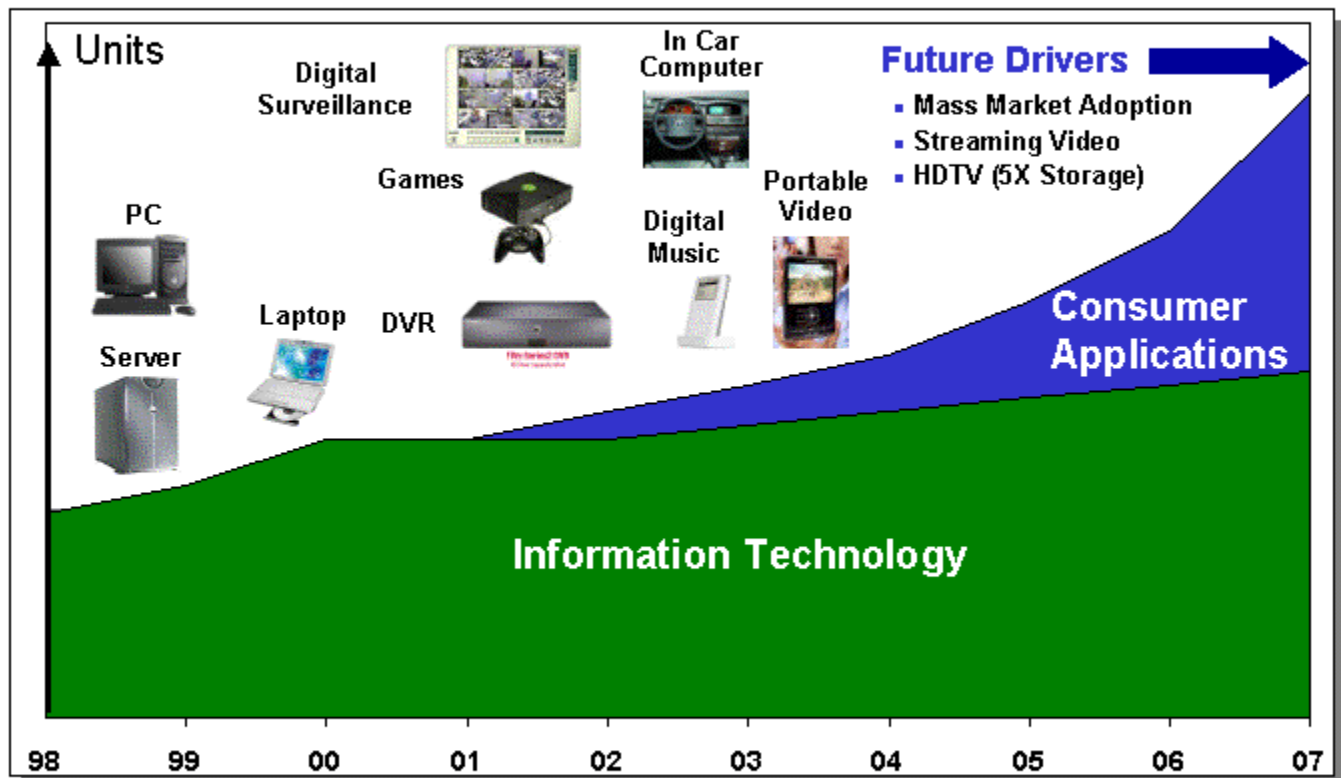 Units
Digital
Surveillance
In Car
Computer
Future Drivers
▪ Mass Market Adoption
▪ Streaming Video
▪ HDTV (5X Storage)
Games
Portable
Video
PC
Digital
Music
Laptop
DVR
Server
Consumer
Applications
Information Technology
98 99 00 01 02 03 04 05 06 07